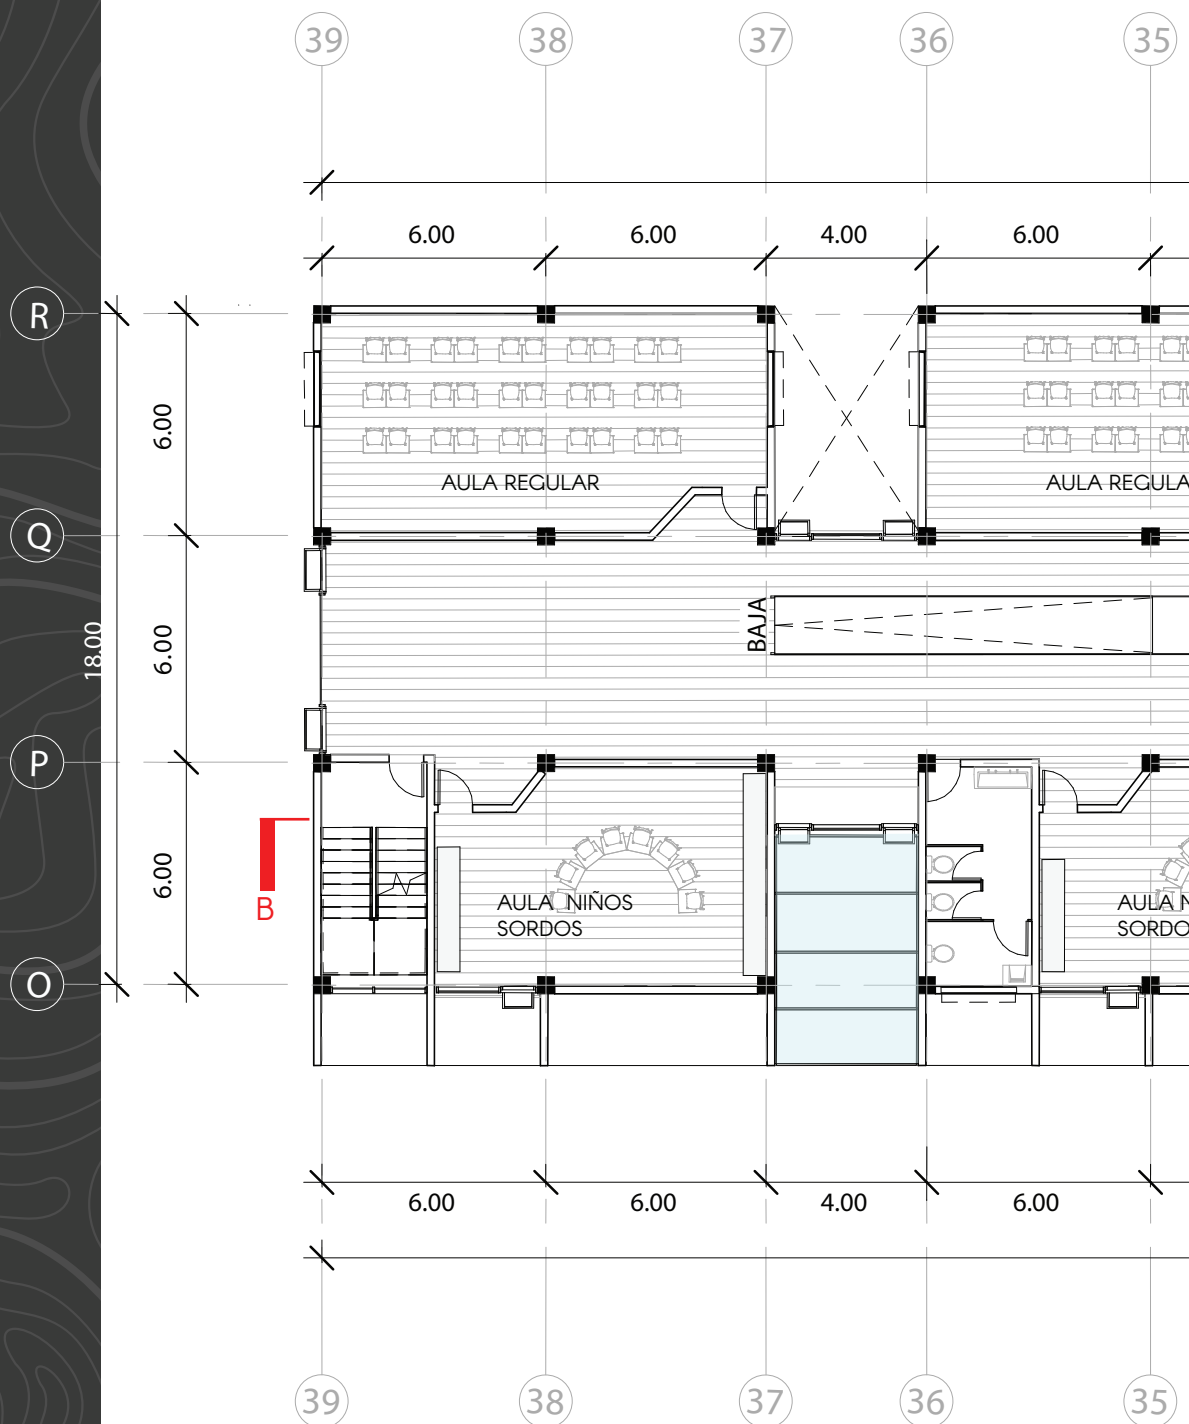 39 38 37 36 35
6.00 6.00 4.00 6.00
R
6.00
AULA REGULAR
AULA REGULA
Q
BAJA
18.00
6.00
P
6.00
B
AULA NIÑOS
SORDOS
AULA N
SORDO
O
6.00 6.00 4.00 6.00
39 38 37 36 35